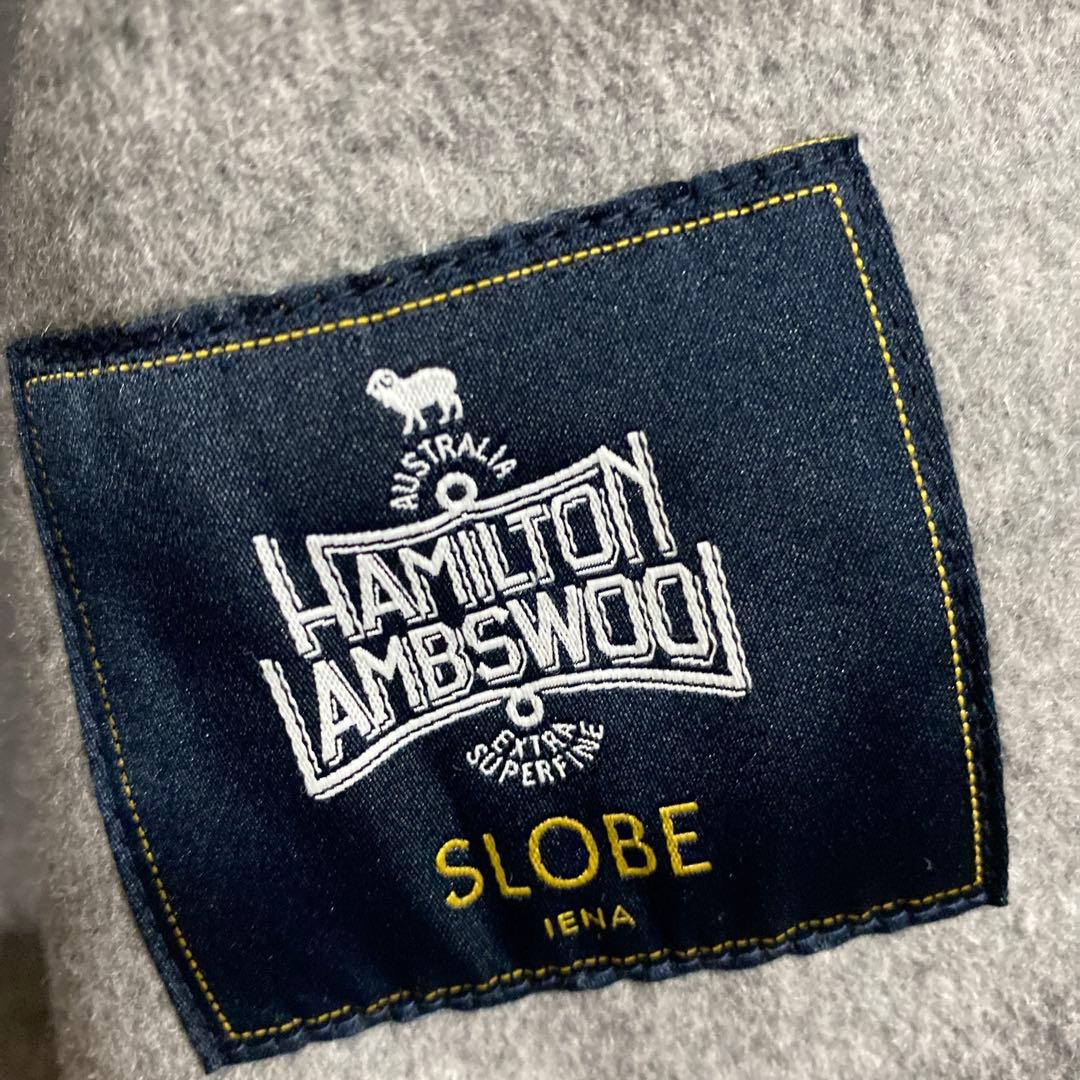 AUSTRALIA
HAMILTON
LAMBSWOOL
EXTRA
SUPERFINE
SLOBE
IENA